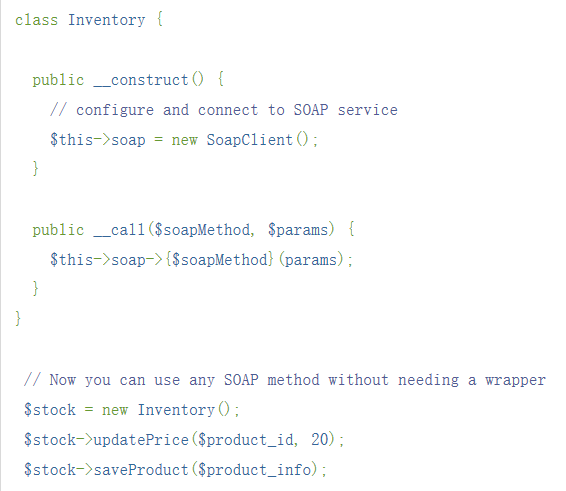 class Inventory {
public __construct() {
// configure and connect to SOAP service
$this->soap = new SoapClient();
}
public __call($soapMethod, $params) {
$this->soap->{$soapMethod}(params);
}
}
// Now you can use any SOAP method without needing a wrapper
$stock = new Inventory();
$stock->updatePrice($product_id, 20);
$stock->saveProduct($product_info);